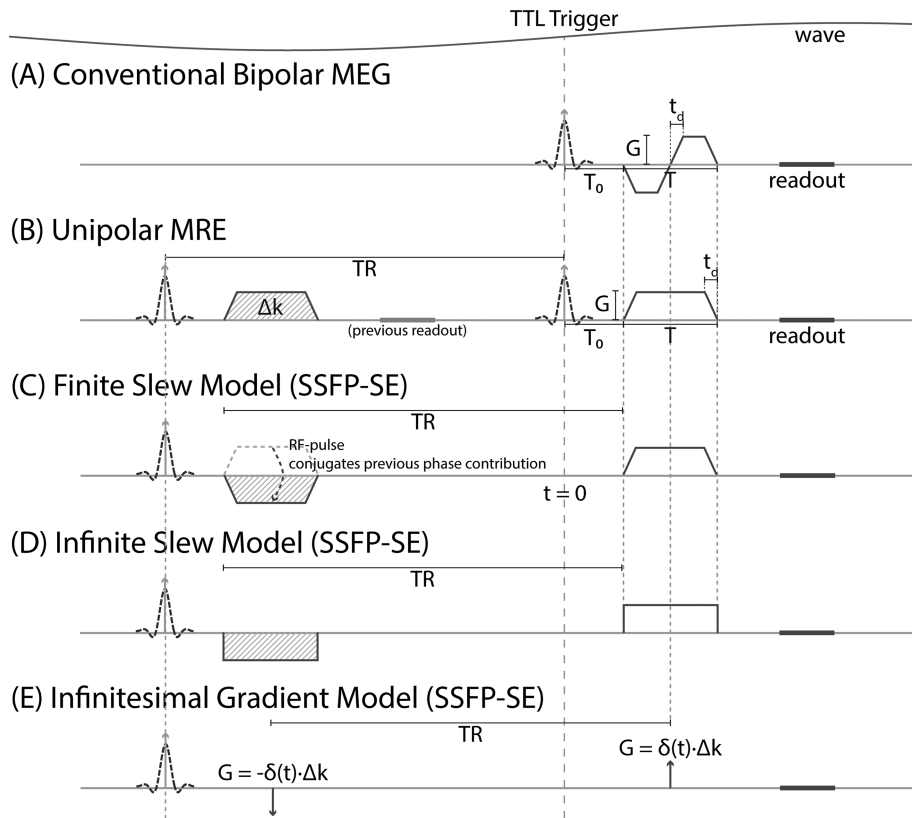 TTL Trigger
wave
(A) Conventional Bipolar MEG
t_d
G
T₀
T
readout
(B) Unipolar MRE
TR
t_d
Δk
G
(previous readout)
T₀
T
readout
(C) Finite Slew Model (SSFP-SE)
TR
RF-pulse
conjugates previous phase contribution
t = 0
(D) Infinite Slew Model (SSFP-SE)
TR
(E) Infinitesimal Gradient Model (SSFP-SE)
TR
G = -δ(t)·Δk
G = δ(t)·Δk